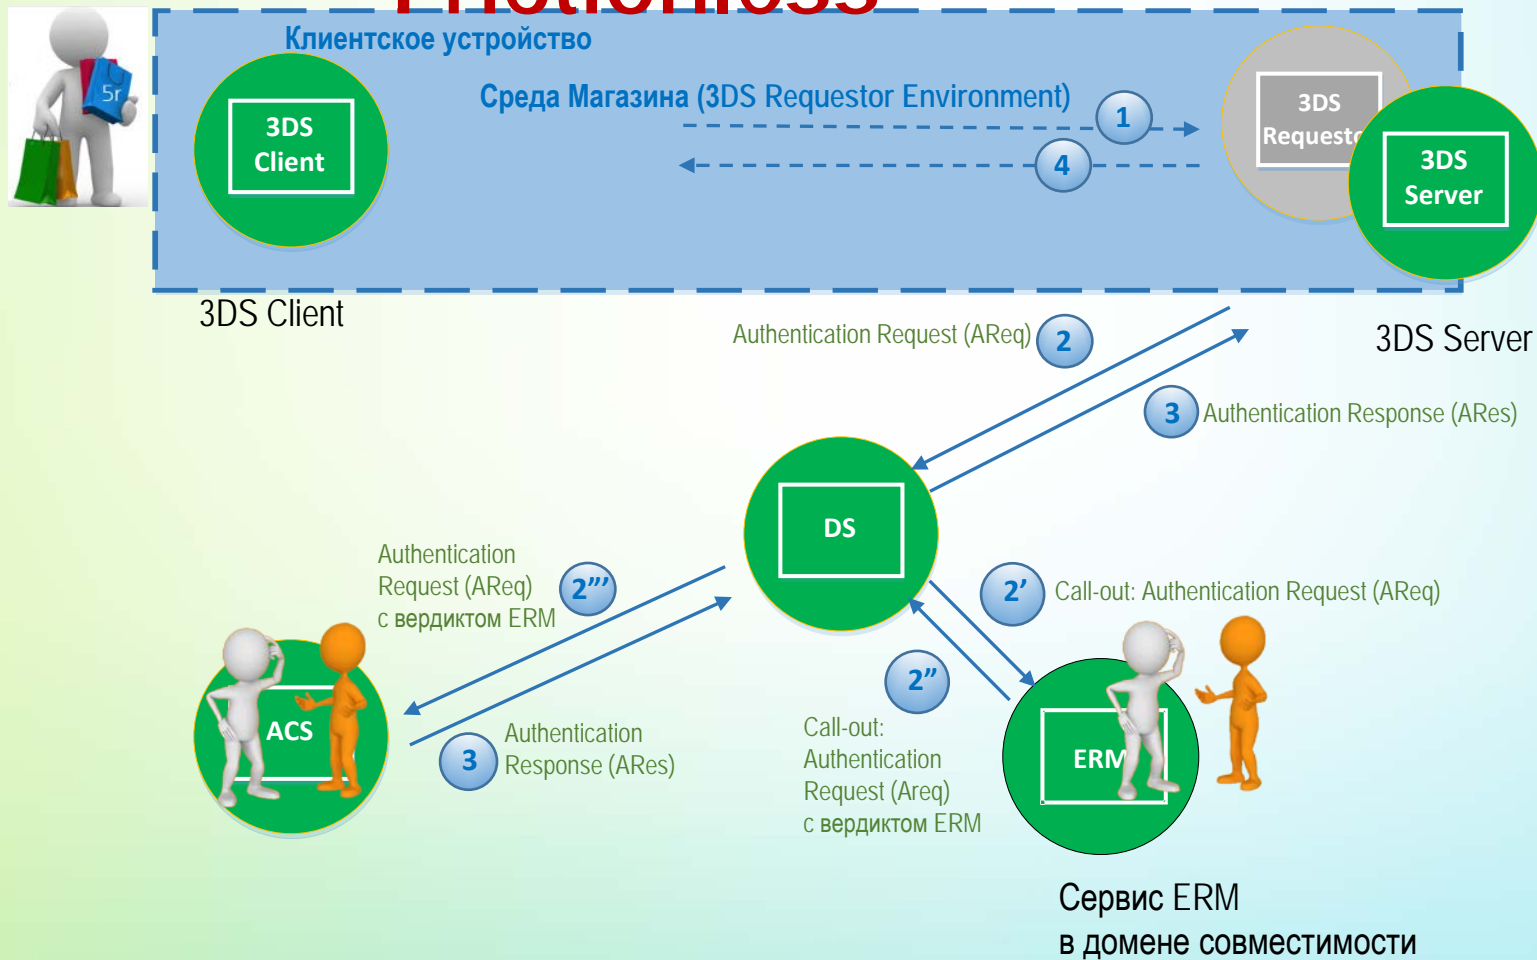 Frictionless
Клиентское устройство
5r
Среда Магазина (3DS Requestor Environment)
1
4
3DS
Client
3DS
3DS
Server
3DS Client
3DS Server
Authentication Request (AReq)
2
3
Authentication Response (ARes)
DS
Authentication
Request (AReq)
с вердиктом ERM
2"'
2'
Call-out: Authentication Request (AReq)
2"
ACS
3
Authentication
Response (ARes)
Call-out:
Authentication
Request (Areq)
с вердиктом ERM
ERM
Сервис ERM
в домене совместимости